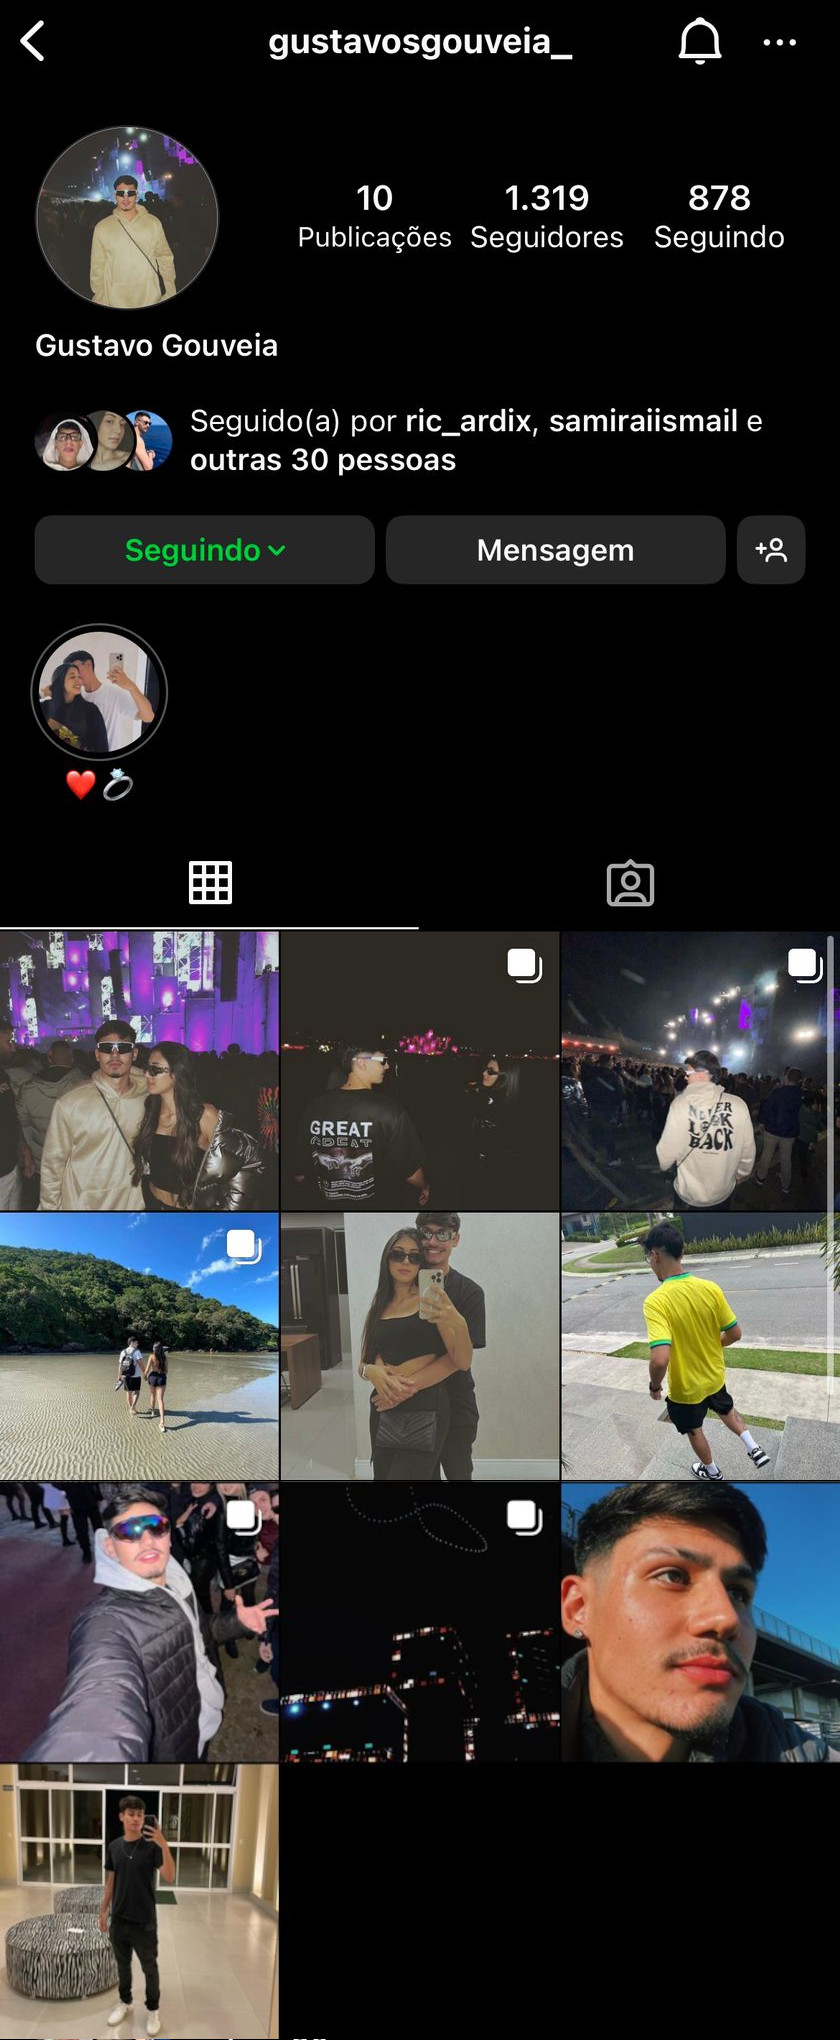 gustavosgouveia_
10 1.319 878
Publicações Seguidores Seguindo
Gustavo Gouveia
Seguido(a) por ric_ardix, samiraiismail e
outras 30 pessoas
Seguindo Mensagem
GREAT
GREAT
NEVER
LOOK
BACK